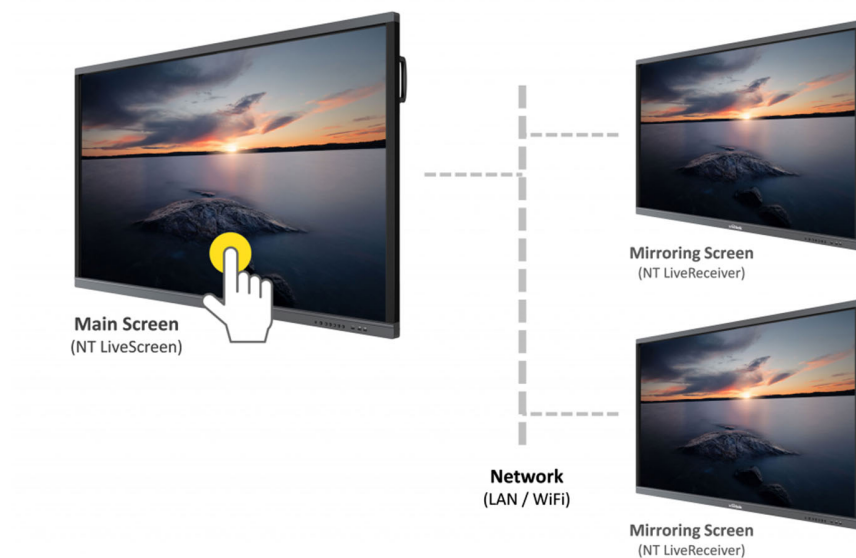 Main Screen
(NT LiveScreen)
Network
(LAN / WiFi)
Mirroring Screen
(NT LiveReceiver)
Mirroring Screen
(NT LiveReceiver)